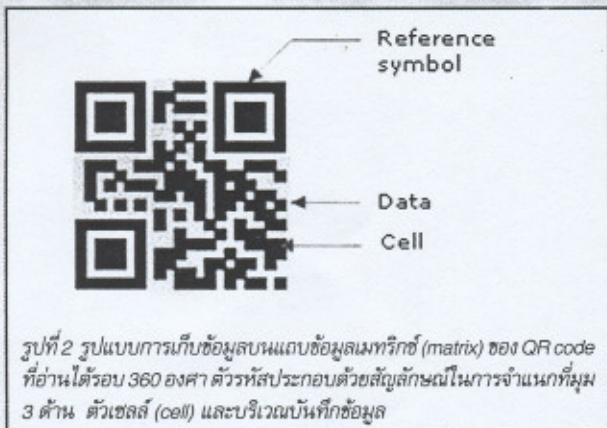 Reference
symbol
Data
Cell
รูปที่ 2 รูปแบบการเก็บข้อมูลบนแถบข้อมูลเมทริกซ์ (matrix) ของ QR code
ที่อ่านได้รอบ 360 องศา ตัวรหัสประกอบด้วยสัญลักษณ์ในการจำแนกที่มุม
3 ด้าน ตัวเซลล์ (cell) และบริเวณบันทึกข้อมูล